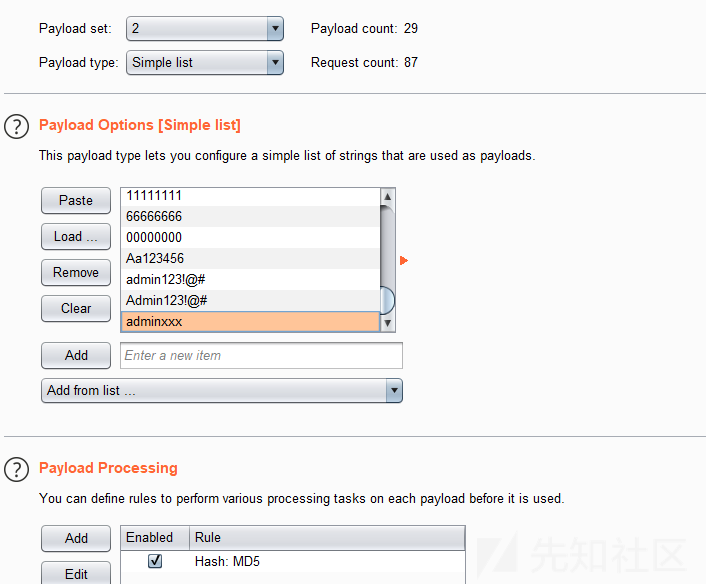 Payload set: 2 Payload count: 29
Payload type: Simple list Request count: 87
? Payload Options [Simple list]
This payload type lets you configure a simple list of strings that are used as payloads.
Paste
Load ...
Remove
Clear
11111111
66666666
00000000
Aa123456
admin123!@#
Admin123!@#
adminxxx
Add Enter a new item
Add from list ...
? Payload Processing
You can define rules to perform various processing tasks on each payload before it is used.
Add Enabled Rule
Hash: MD5
Edit
先知社区